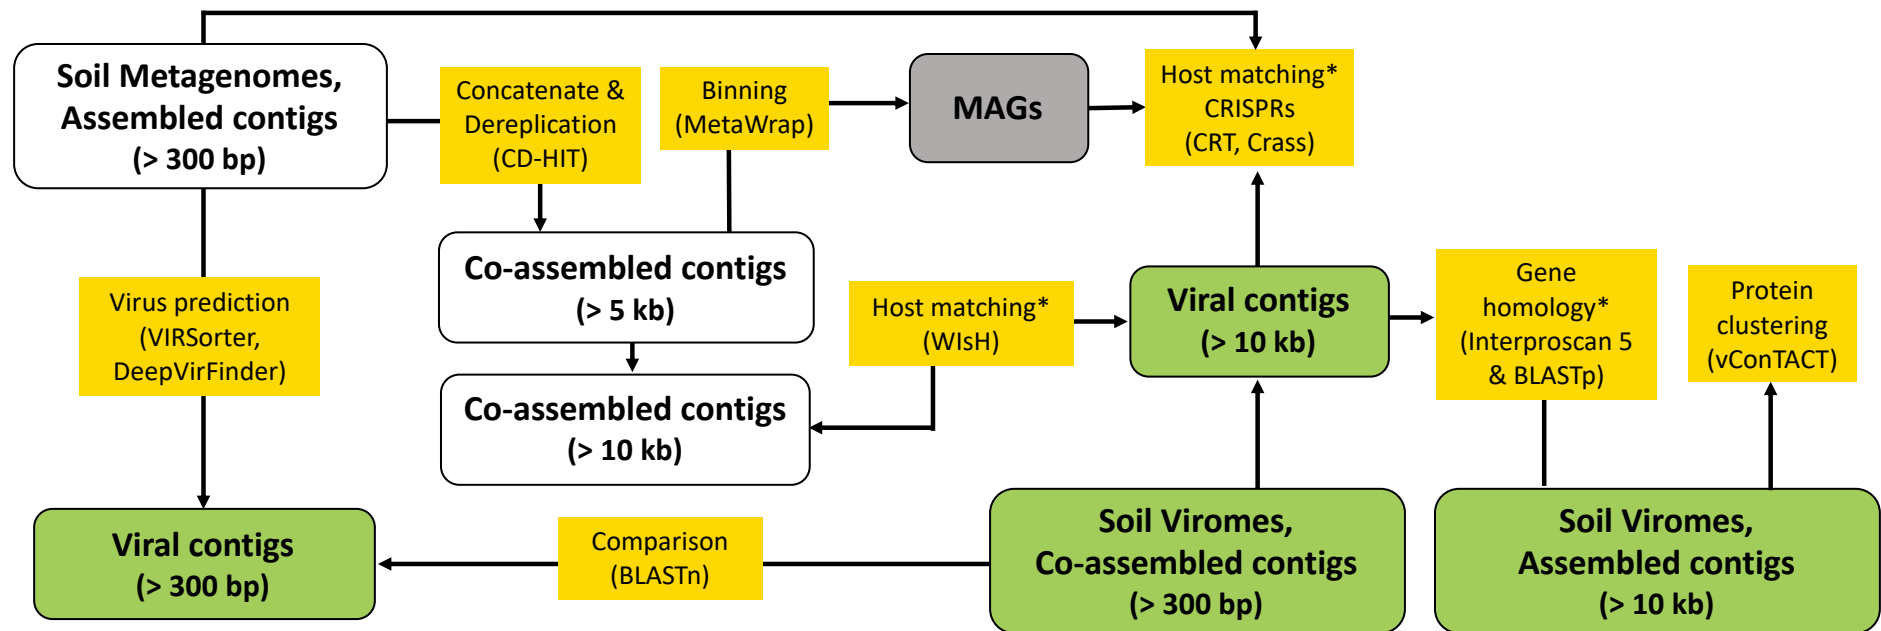 Soil Metagenomes,
Assembled contigs
(> 300 bp)
Concatenate &
Dereplication
(CD-HIT)
Binning
(MetaWrap)
MAGs
Host matching*
CRISPRs
(CRT, Crass)
Virus prediction
(VIRSorter,
DeepVirFinder)
Co-assembled contigs
(> 5 kb)
Co-assembled contigs
(> 10 kb)
Host matching*
(WIsH)
Viral contigs
(> 10 kb)
Gene
homology*
(Interproscan 5
& BLASTp)
Protein
clustering
(vConTACT)
Viral contigs
(> 300 bp)
Comparison
(BLASTn)
Soil Viromes,
Co-assembled contigs
(> 300 bp)
Soil Viromes,
Assembled contigs
(> 10 kb)